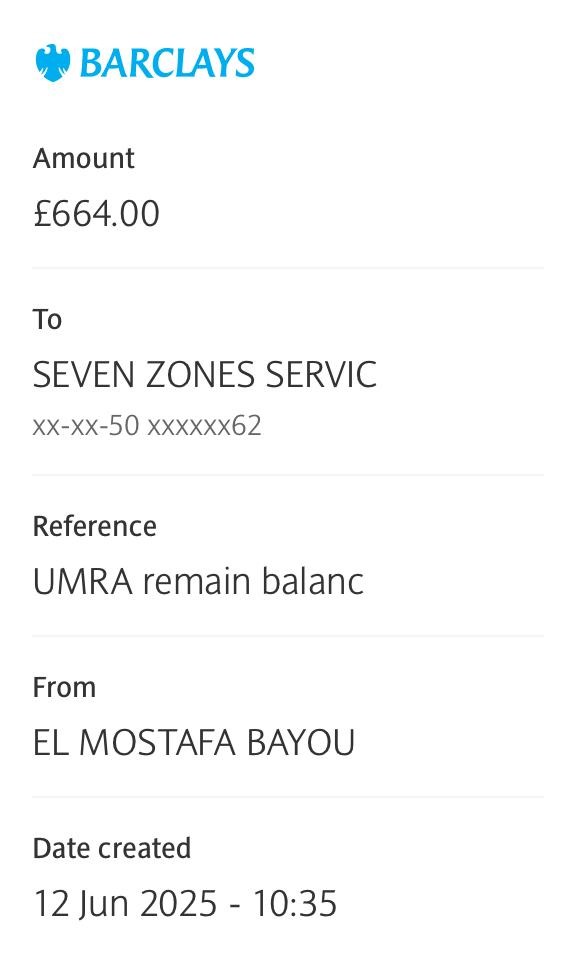 BARCLAYS
Amount
£664.00
To
SEVEN ZONES SERVIC
xx-xx-50 xxxxxx62
Reference
UMRA remain balanc
From
EL MOSTAFA BAYOU
Date created
12 Jun 2025 - 10:35